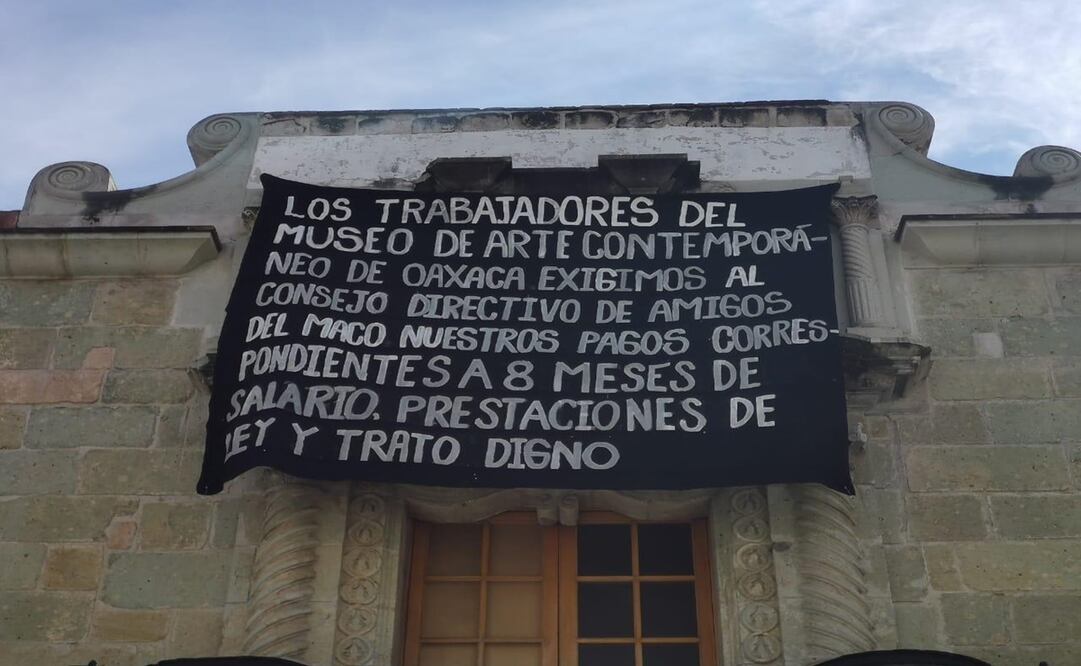 LOS TRABAJADORES DEL
MUSEO DE ARTE CONTEMPORÁ-
NEO DE OAXACA EXIGIMOS AL
CONSEJO DIRECTIVO DE AMIGOS
DEL MACO NUESTROS PAGOS CORRES-
PONDIENTES A 8 MESES DE
SALARIO, PRESTACIONES DE
LEY Y TRATO DIGNO